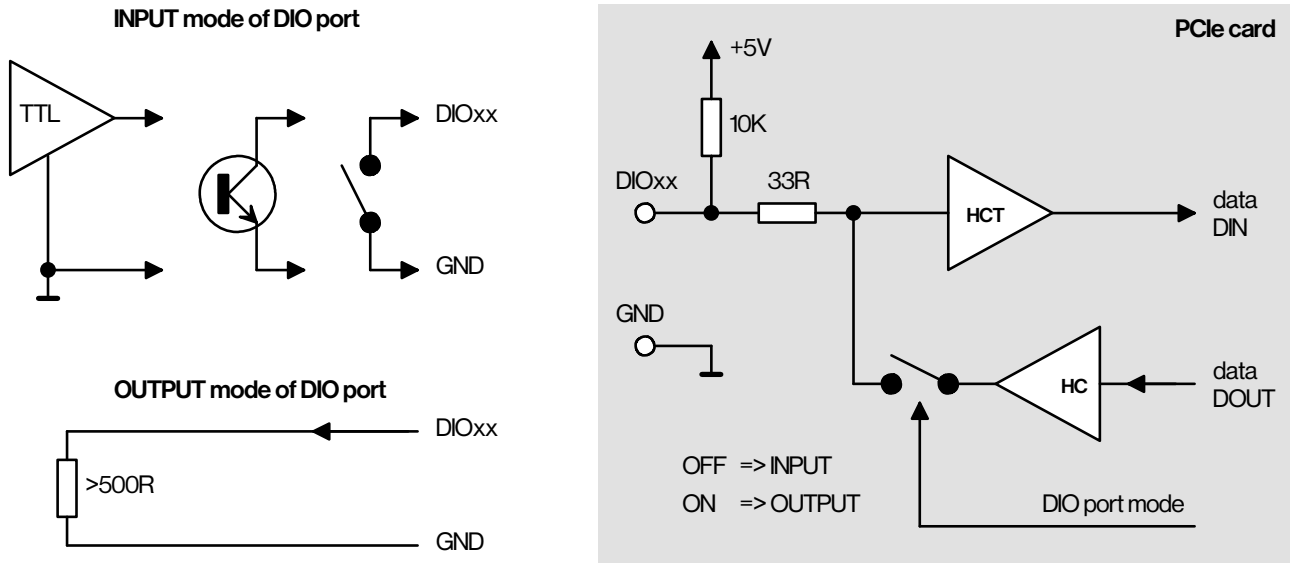 INPUT mode of DIO port
TTL
DIOxx
GND
OUTPUT mode of DIO port
DIOxx
>500R
GND
PCIe card
+5V
10K
DIOxx
33R
HCT
data
DIN
GND
HC
data
DOUT
OFF => INPUT
ON => OUTPUT
DIO port mode